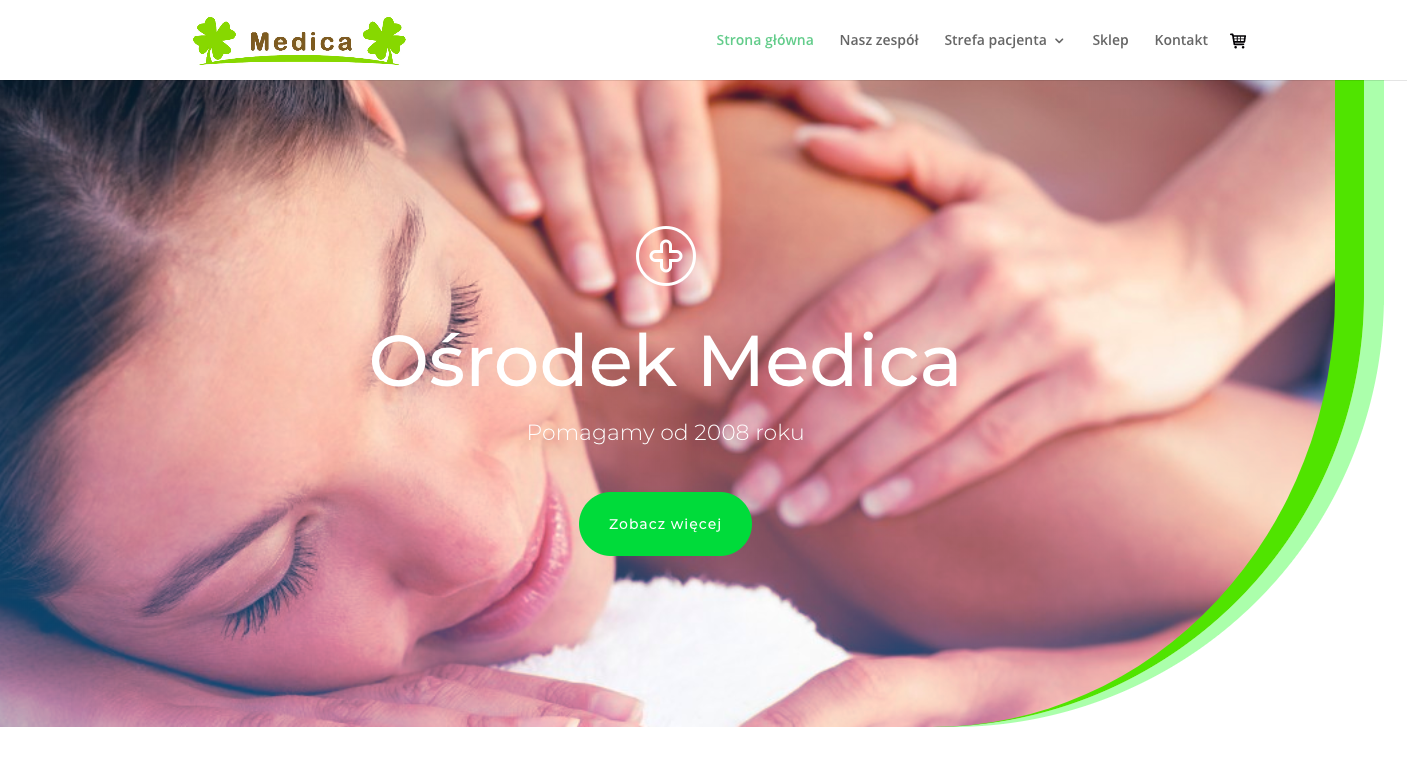 Medica
Strona główna Nasz zespół Strefa pacjenta Sklep Kontakt
Ośrodek Medica
Pomagamy od 2008 roku
Zobacz więcej